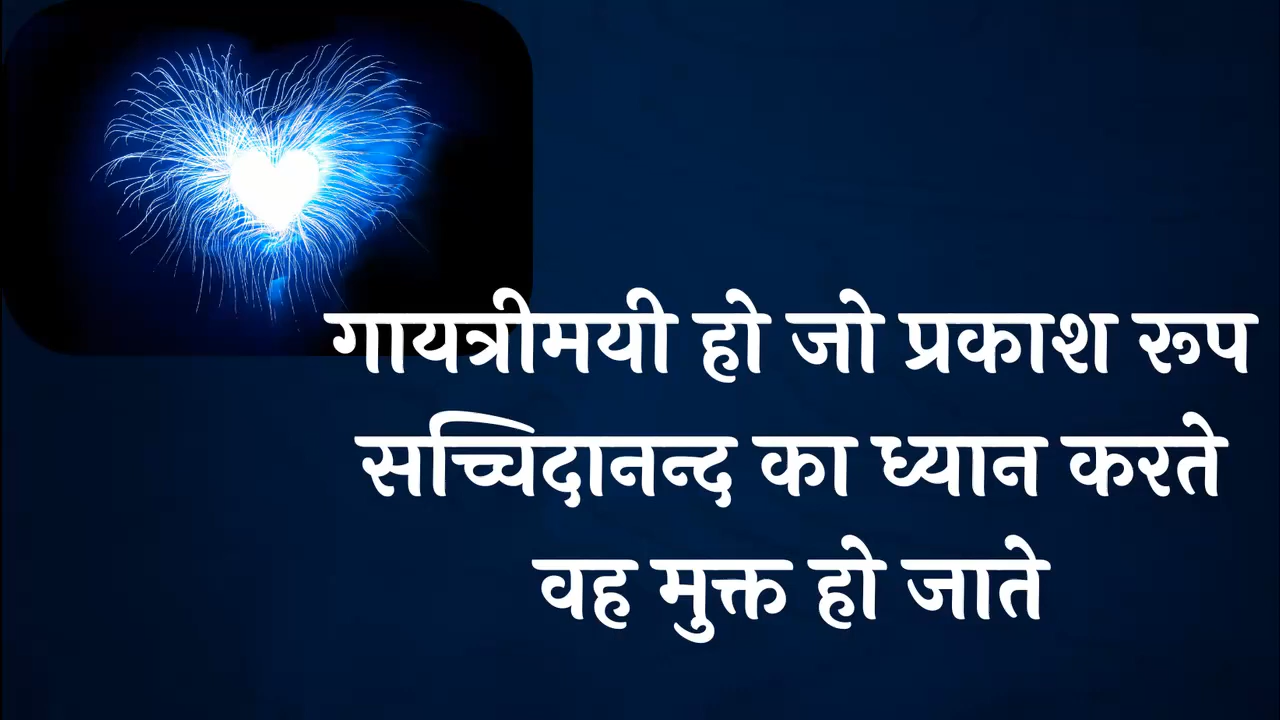 गायत्रीमयी हो जो प्रकाश रूप
सच्चिदानन्द का ध्यान करते
वह मुक्त हो जाते